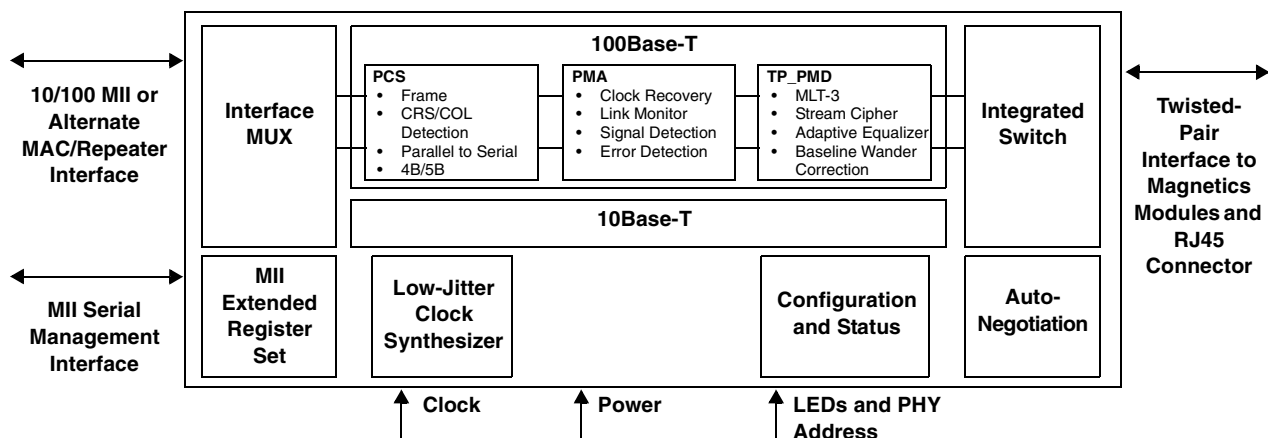 10/100 MII or
Alternate
MAC/Repeater
Interface
MII Serial
Management
Interface
Interface
MUX
100Base-T
PCS
• Frame
• CRS/COL
Detection
• Parallel to Serial
• 4B/5B
PMA
• Clock Recovery
• Link Monitor
• Signal Detection
• Error Detection
TP_PMD
• MLT-3
• Stream Cipher
• Adaptive Equalizer
• Baseline Wander
Correction
10Base-T
Integrated
Switch
Twisted-
Pair
Interface to
Magnetics
Modules and
RJ45
Connector
MII
Extended
Register
Set
Low-Jitter
Clock
Synthesizer
Configuration
and Status
Auto-
Negotiation
Clock
Power
LEDs and PHY
Address